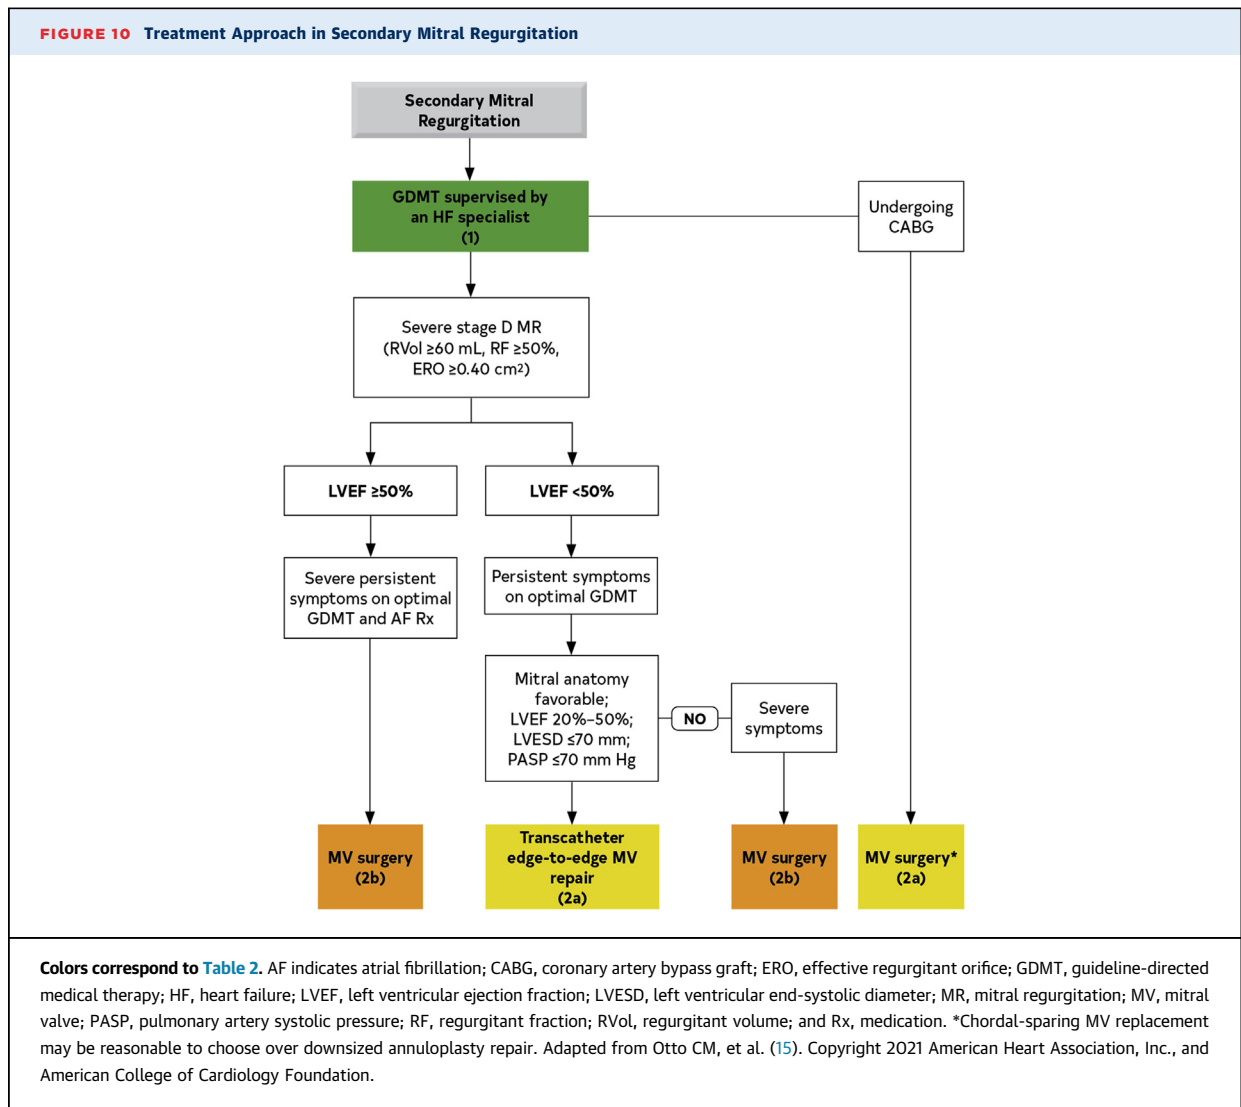 FIGURE 10 Treatment Approach in Secondary Mitral Regurgitation
Secondary Mitral
Regurgitation
GDMT supervised by
an HF specialist
(1)
Undergoing
CABG
Severe stage D MR
(RVol ≥60 mL, RF ≥50%,
ERO ≥0.40 cm²)
LVEF ≥50%
LVEF <50%
Severe persistent
symptoms on optimal
GDMT and AF Rx
Persistent symptoms
on optimal GDMT
Mitral anatomy
favorable;
LVEF 20%–50%;
LVESD ≤70 mm;
PASP ≤70 mm Hg
NO
Severe
symptoms
MV surgery
(2b)
Transcatheter
edge-to-edge MV
repair
(2a)
MV surgery
(2b)
MV surgery*
(2a)
Colors correspond to Table 2. AF indicates atrial fibrillation; CABG, coronary artery bypass graft; ERO, effective regurgitant orifice; GDMT, guideline-directed
medical therapy; HF, heart failure; LVEF, left ventricular ejection fraction; LVESD, left ventricular end-systolic diameter; MR, mitral regurgitation; MV, mitral
valve; PASP, pulmonary artery systolic pressure; RF, regurgitant fraction; RVol, regurgitant volume; and Rx, medication. *Chordal-sparing MV replacement
may be reasonable to choose over downsized annuloplasty repair. Adapted from Otto CM, et al. (15). Copyright 2021 American Heart Association, Inc., and
American College of Cardiology Foundation.